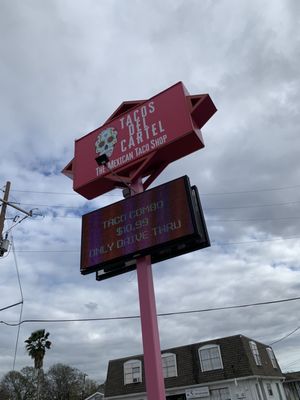 TACOS
DEL
CARTEL
THE MEXICAN TACO SHOP
TACO COMBO
$10.99
ONLY DRIVE THRU